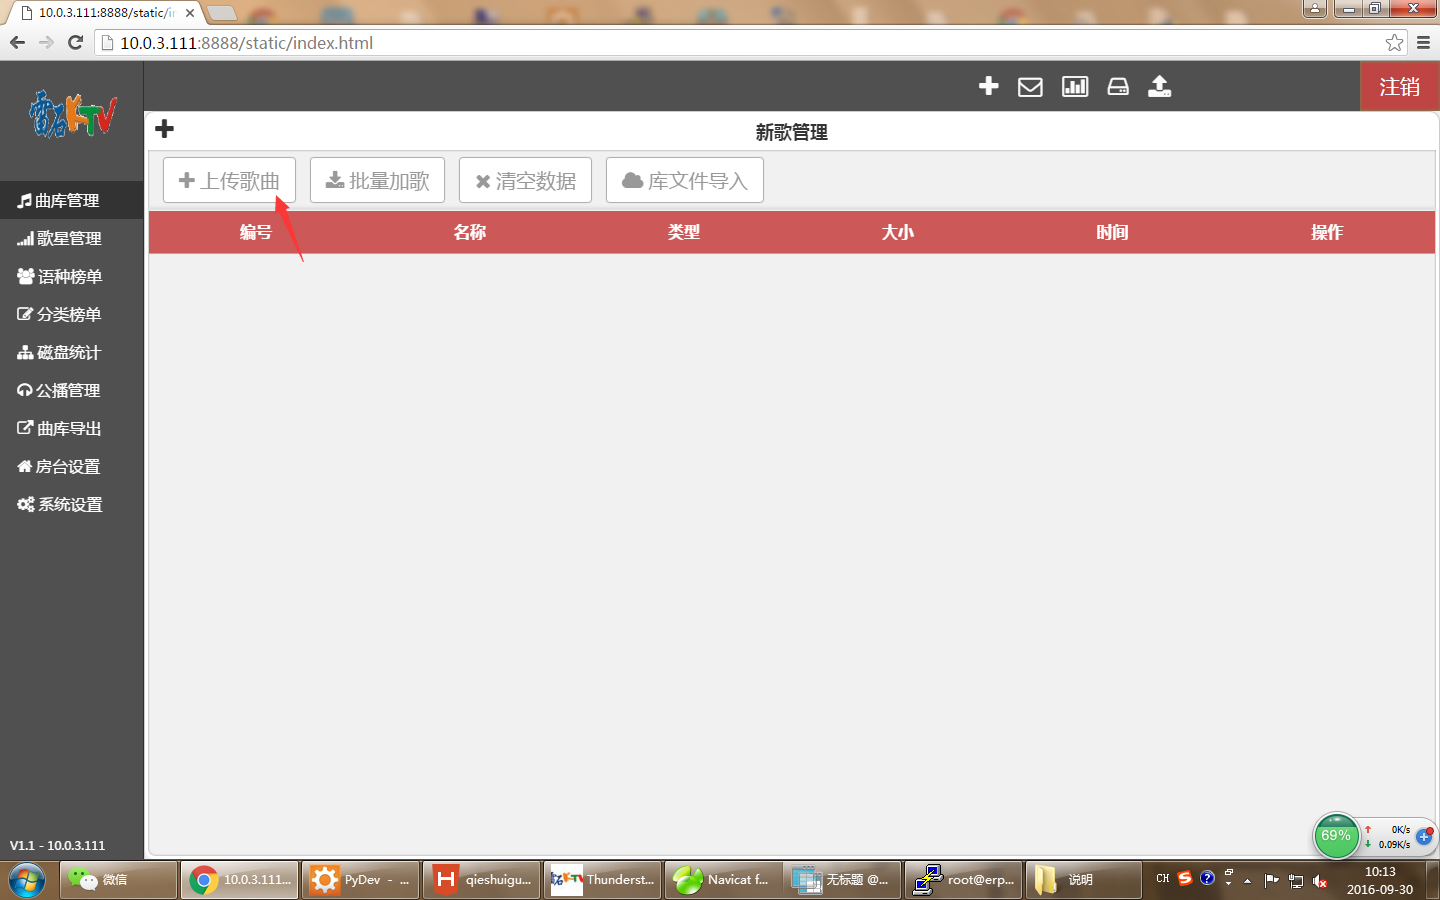 10.0.3.111:8888/static/in
10.0.3.111:8888/static/index.html
雷石KTV
注销
新歌管理
上传歌曲 批量加歌 清空数据 库文件导入
编号 名称 类型 大小 时间 操作
曲库管理
歌星管理
语种榜单
分类榜单
磁盘统计
公播管理
曲库导出
房台设置
系统设置
V1.1 - 10.0.3.111
69%
0K/s
0.09K/s
微信
10.0.3.111...
PyDev - ...
H
qieshuigu...
Thunderst...
Navicat f...
无标题 @...
root@erp...
说明
CH
10:13
2016-09-30